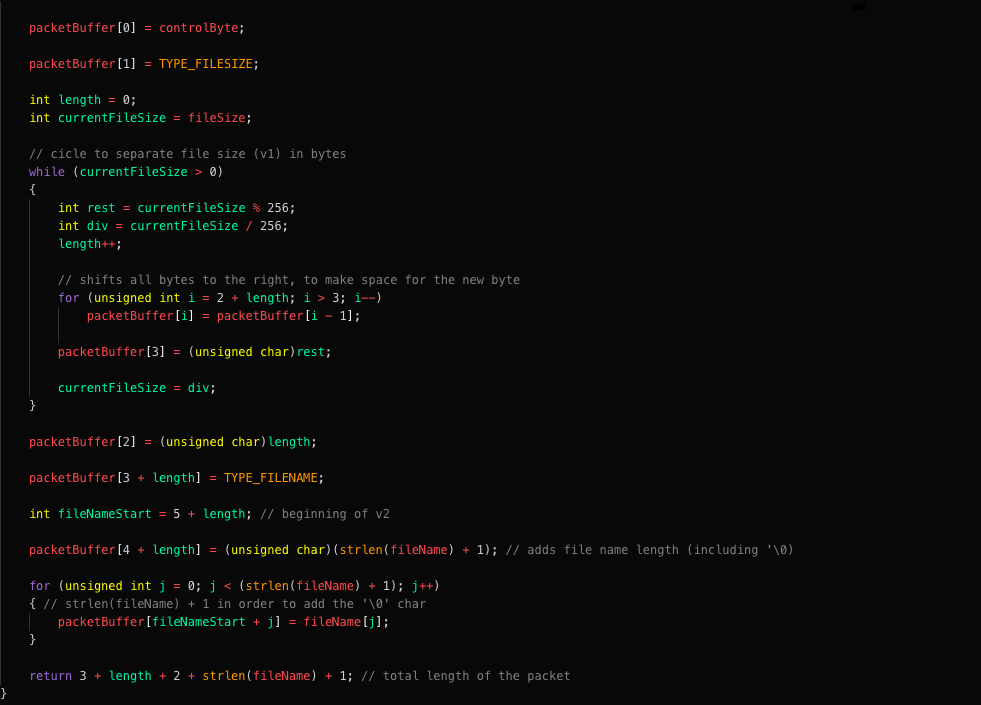 packetBuffer[0] = controlByte;
packetBuffer[1] = TYPE_FILESIZE;
int length = 0;
int currentFileSize = fileSize;
// cicle to separate file size (v1) in bytes
while (currentFileSize > 0)
{
int rest = currentFileSize % 256;
int div = currentFileSize / 256;
length++;
// shifts all bytes to the right, to make space for the new byte
for (unsigned int i = 2 + length; i > 3; i--)
packetBuffer[i] = packetBuffer[i - 1];
packetBuffer[3] = (unsigned char)rest;
currentFileSize = div;
}
packetBuffer[2] = (unsigned char)length;
packetBuffer[3 + length] = TYPE_FILENAME;
int fileNameStart = 5 + length; // beginning of v2
packetBuffer[4 + length] = (unsigned char)(strlen(fileName) + 1); // adds file name length (including '\0)
for (unsigned int j = 0; j < (strlen(fileName) + 1); j++)
{ // strlen(fileName) + 1 in order to add the '\0' char
packetBuffer[fileNameStart + j] = fileName[j];
}
return 3 + length + 2 + strlen(fileName) + 1; // total length of the packet
}